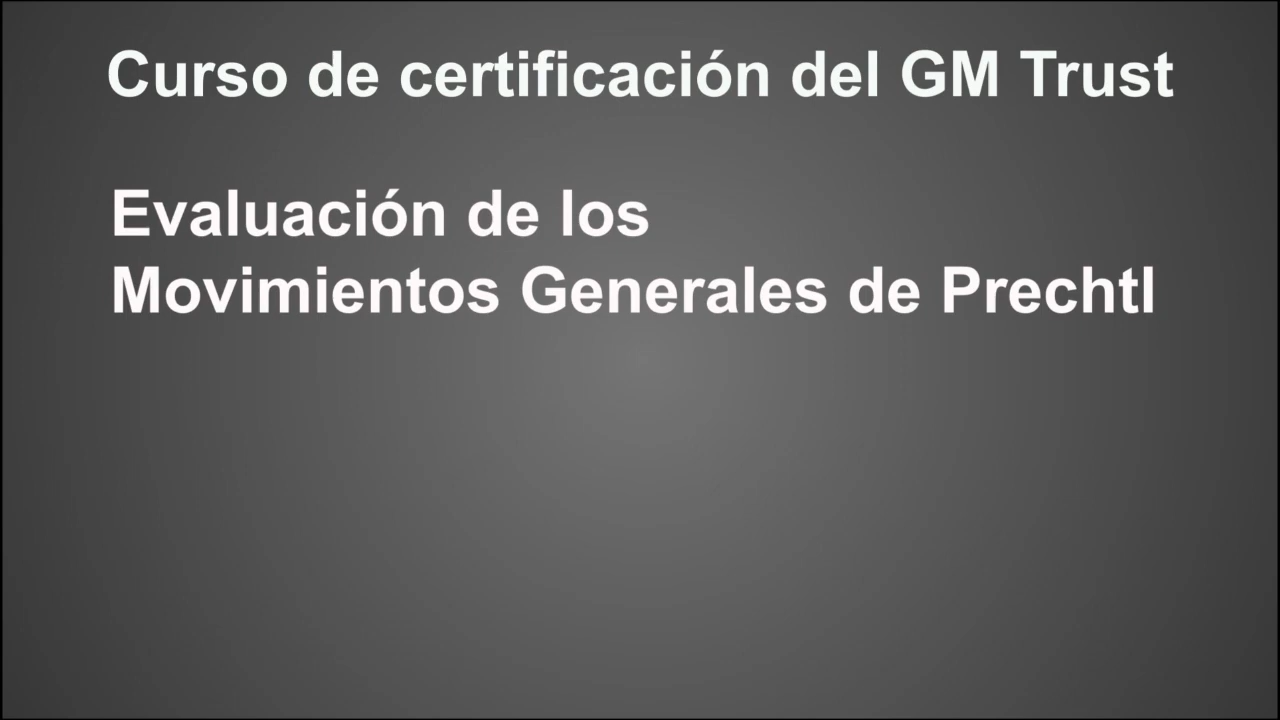 Curso de certificación del GM Trust
Evaluación de los
Movimientos Generales de Prechtl